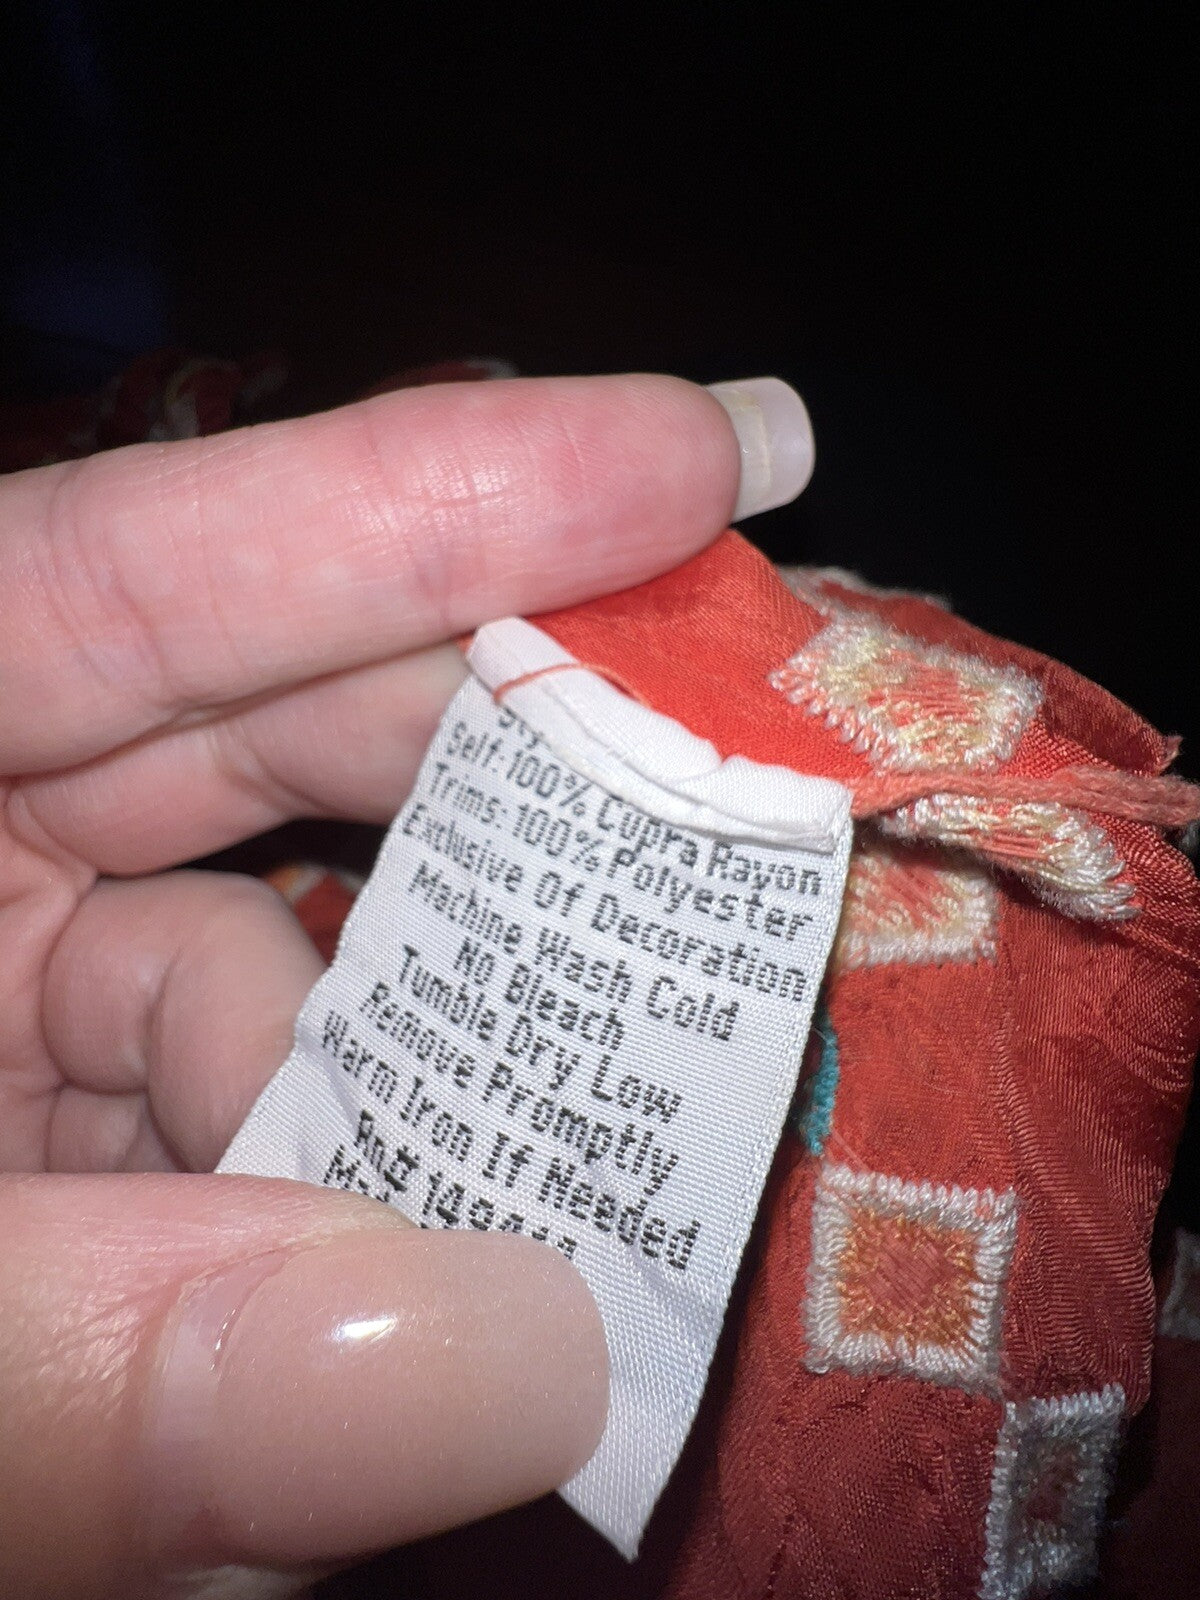 Self: 100% Cupra Rayon
Trims: 100% Polyester
Exclusive Of Decoration
Machine Wash Cold
No Bleach
Tumble Dry Low
Remove Promptly
Warm Iron If Needed
Rn#